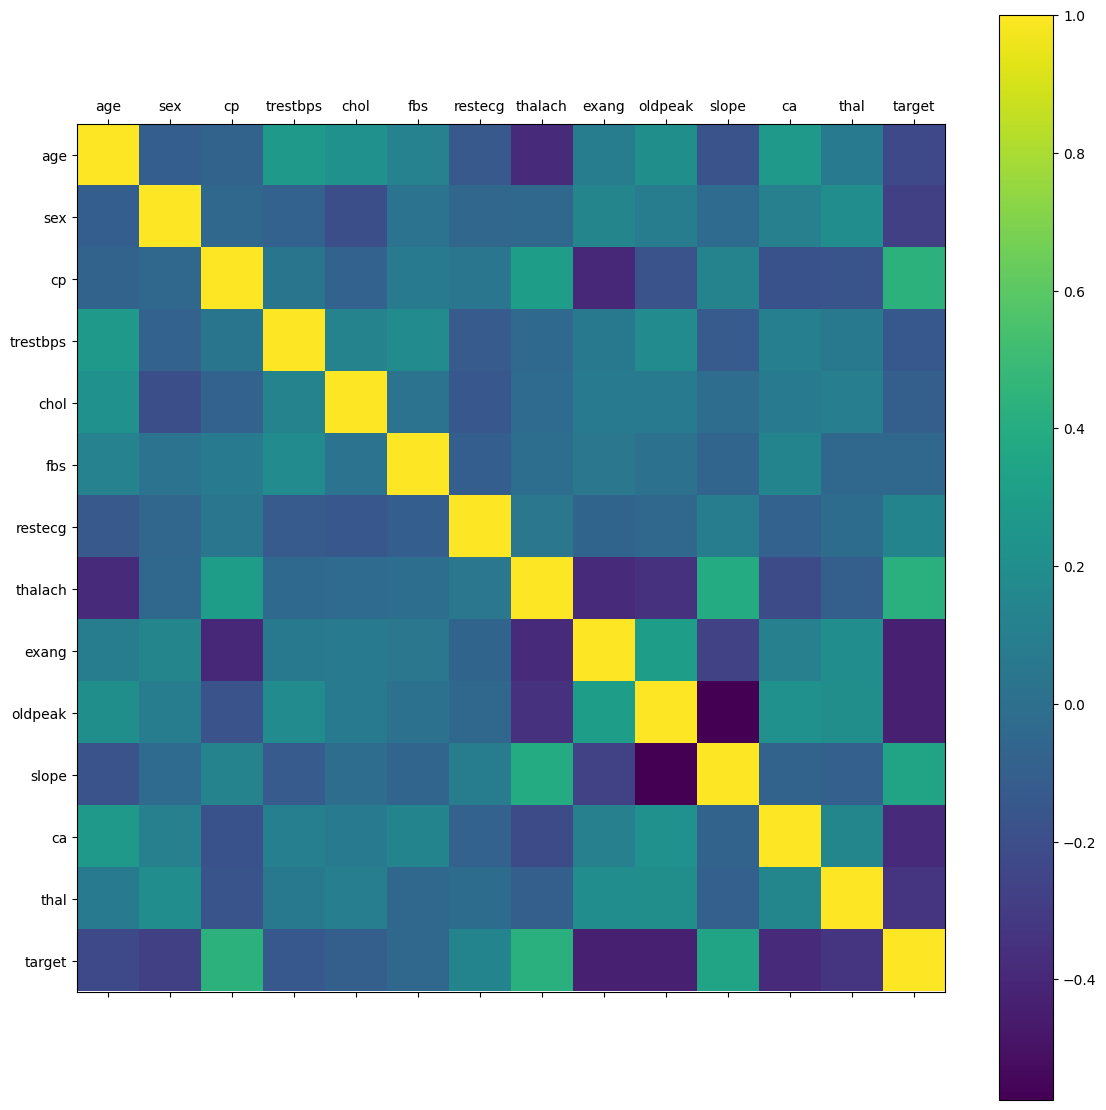 age sex cp trestbps chol fbs restecg thalach exang oldpeak slope ca thal target
age
sex
cp
trestbps
chol
fbs
restecg
thalach
exang
oldpeak
slope
ca
thal
target
1.0
0.8
0.6
0.4
0.2
0.0
−0.2
−0.4